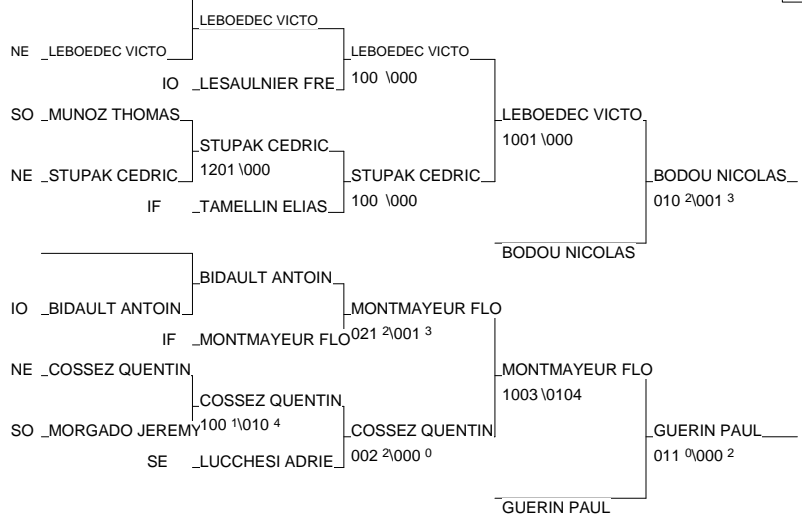 LEBOEDEC VICTO
NE LEBOEDEC VICTO LEBOEDEC VICTO
IO LESAULNIER FRE 100 \000
SO MUNOZ THOMAS LEBOEDEC VICTO
1001 \000
STUPAK CEDRIC
1201 \000
NE STUPAK CEDRIC STUPAK CEDRIC BODOU NICOLAS
100 \000 010 2\001 3
IF TAMELLIN ELIAS
BODOU NICOLAS
BIDAULT ANTOIN
IO BIDAULT ANTOIN MONTMAYEUR FLO
IF MONTMAYEUR FLO 021 2\001 3
NE COSSEZ QUENTIN MONTMAYEUR FLO
1003 \0104
COSSEZ QUENTIN
100 1\010 4
SO MORGADO JEREMY COSSEZ QUENTIN GUERIN PAUL
002 2\000 0 011 0\000 2
SE LUCCHESI ADRIE
GUERIN PAUL